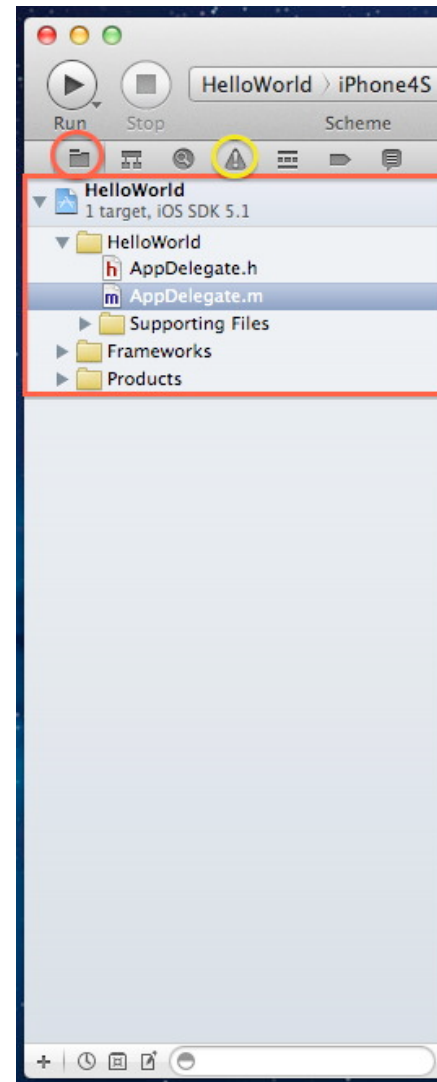 HelloWorld 〉 iPhone4S
Run Stop Scheme
HelloWorld
1 target, iOS SDK 5.1
HelloWorld
h AppDelegate.h
m AppDelegate.m
Supporting Files
Frameworks
Products